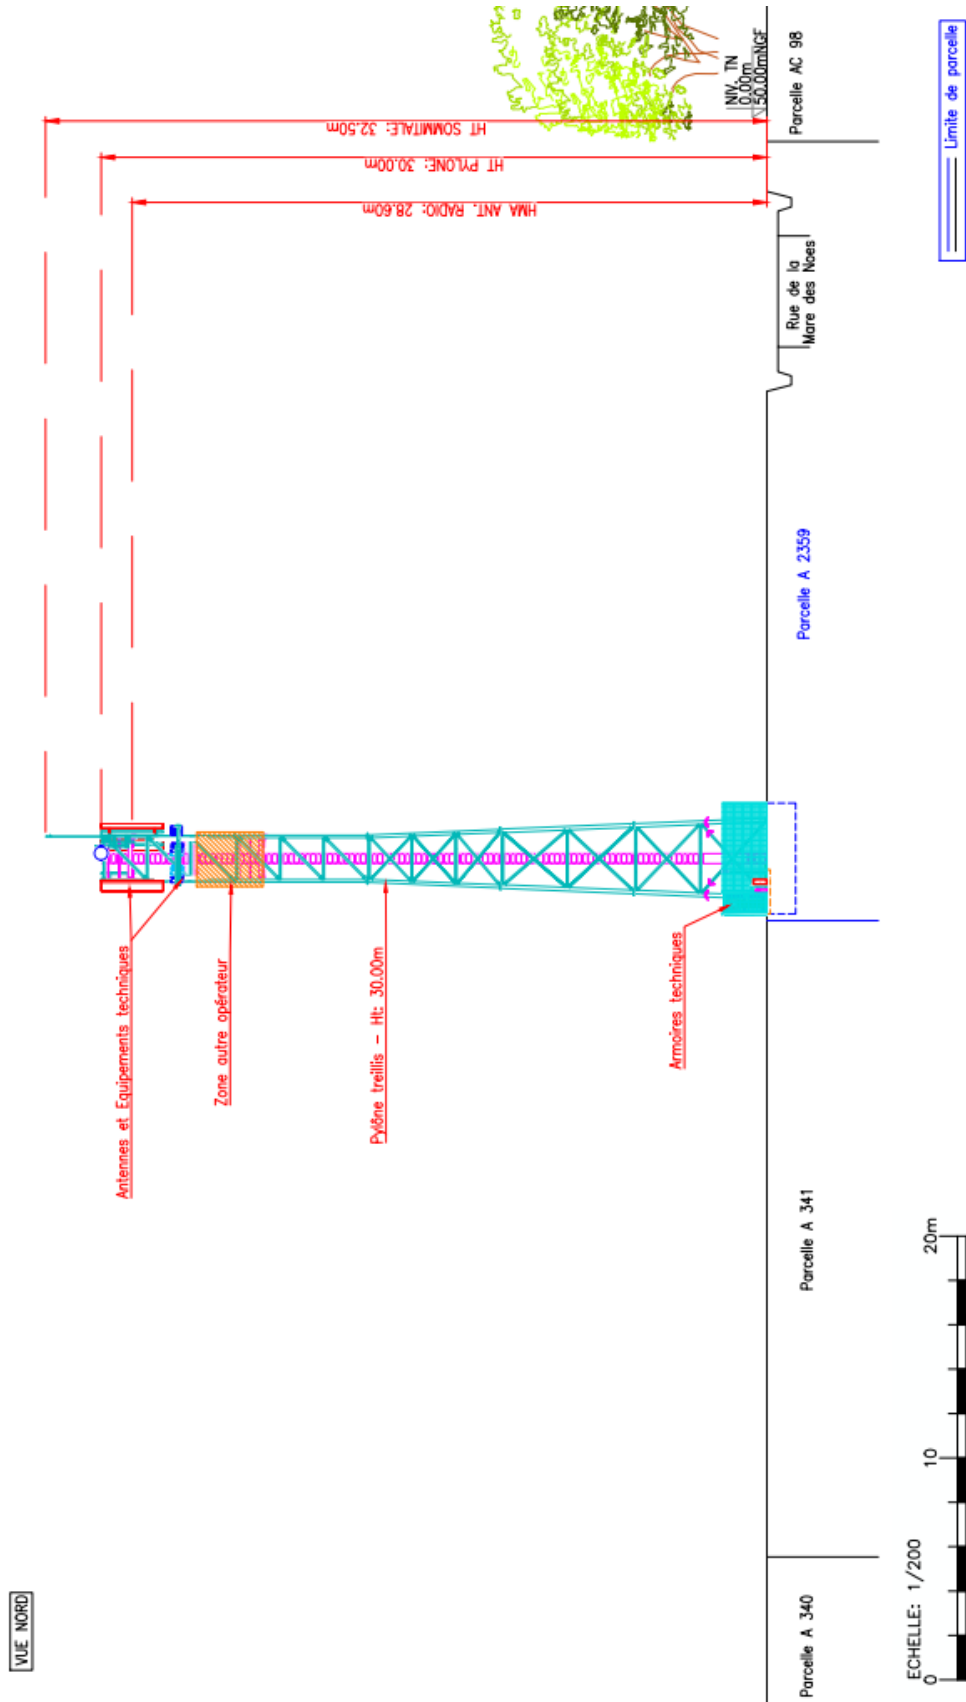 VUE NORD
HT SOMMITALE: 32.50m
HT PYLONE: 30.00m
HMA ANT. RADIO: 28.60m
Antennes et Equipements techniques
Zone autre opérateur
Pylône treillis - Ht: 30.00m
Armoires techniques
NIV. TN
0.00m
50.00mNGF
Parcelle A 340
Parcelle A 341
Parcelle A 2359
Rue de la
Mare des Noes
Parcelle AC 98
ECHELLE: 1/200
0
10
20m
Limite de parcelle